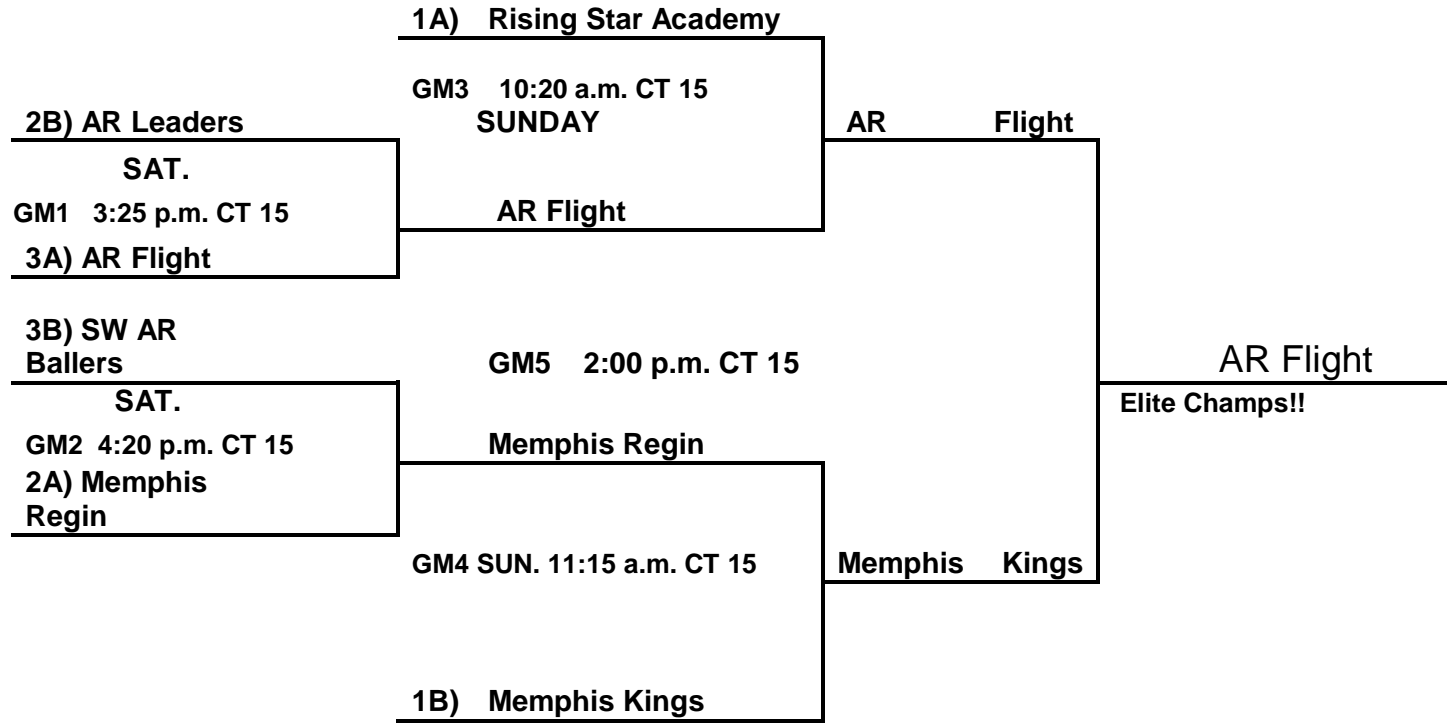 1A) Rising Star Academy
GM3 10:20 a.m. CT 15
SUNDAY
2B) AR Leaders
AR Flight
SAT.
GM1 3:25 p.m. CT 15
AR Flight
3A) AR Flight
3B) SW AR
Ballers
GM5 2:00 p.m. CT 15
AR Flight
SAT.
Elite Champs!!
GM2 4:20 p.m. CT 15
Memphis Regin
2A) Memphis
Regin
GM4 SUN. 11:15 a.m. CT 15
Memphis Kings
1B) Memphis Kings